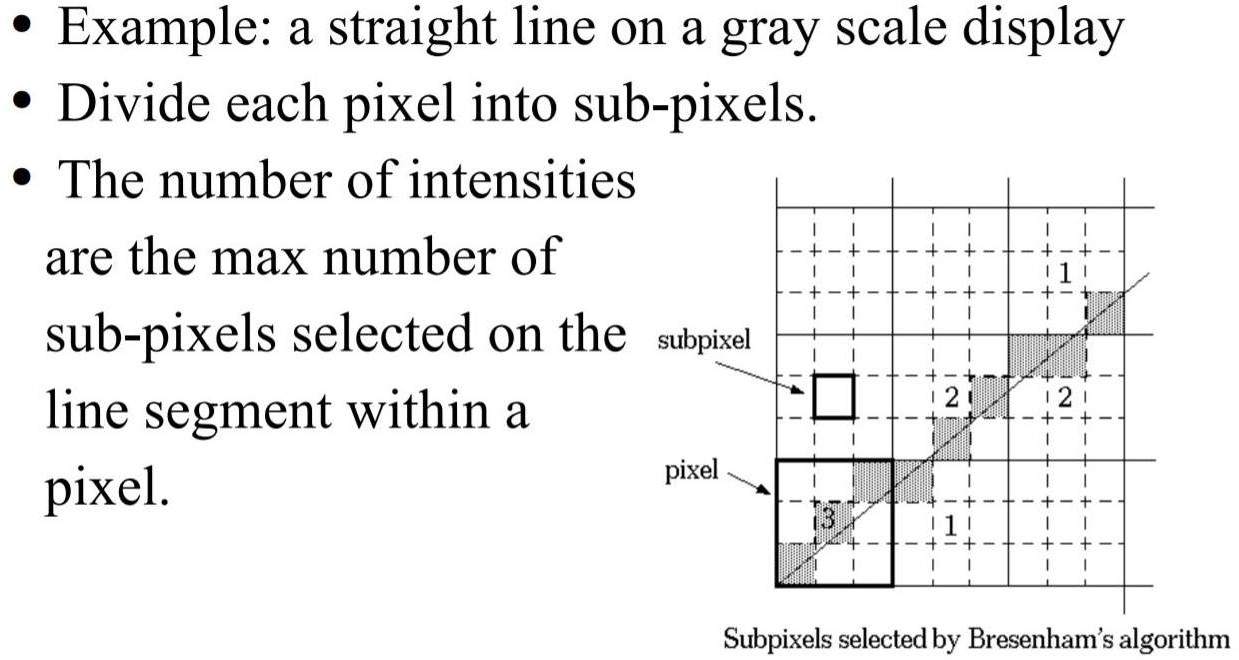 • Example: a straight line on a gray scale display
• Divide each pixel into sub-pixels.
• The number of intensities
are the max number of
sub-pixels selected on the
line segment within a
pixel.
1
subpixel
2
2
pixel
3
1
Subpixels selected by Bresenham's algorithm